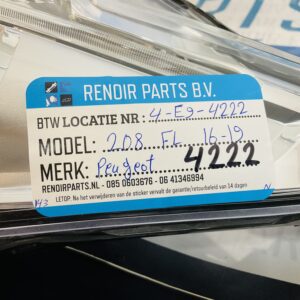 RENOIR PARTS B.V.
BTW LOCATIE NR: 4-E9-4222
MODEL: 208 FL 16-19
MERK: Peugeot 4222
RENOIRPARTS.NL - 085 0603676 - 06 41346994
LETOP: Na het verwijderen van de sticker vervalt de garantie/retourbeleid van 14 dagen